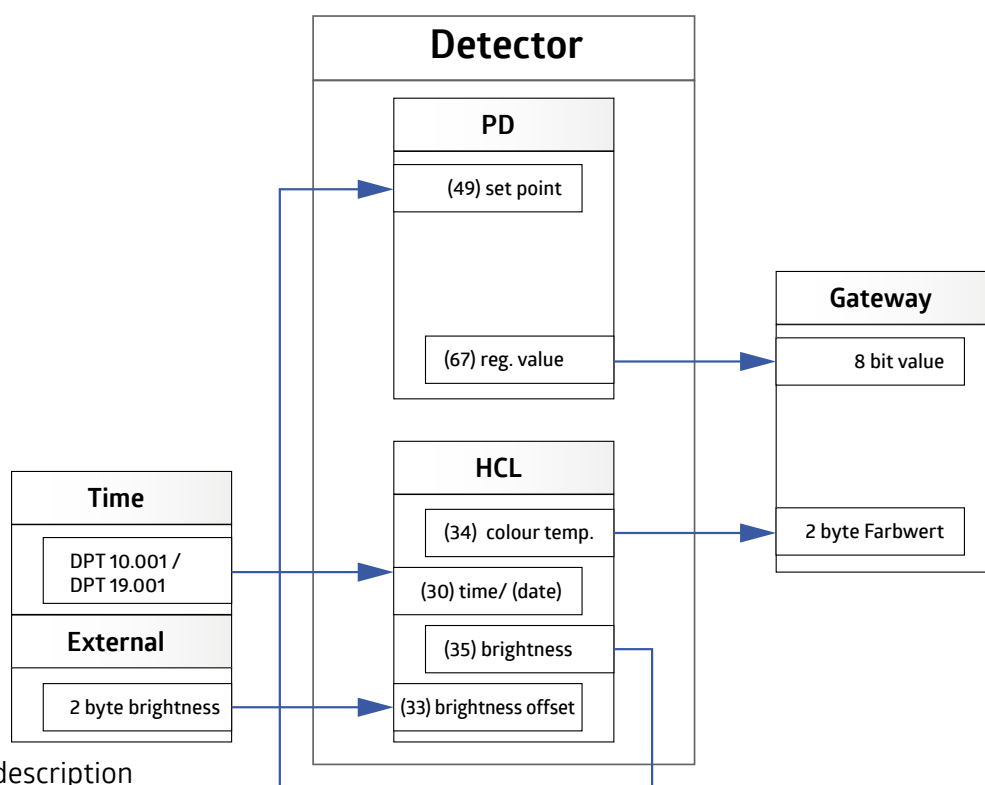 Detector
PD
(49) set point
(67) reg. value
Gateway
8 bit value
2 byte Farbwert
HCL
(34) colour temp.
(30) time/ (date)
(35) brightness
(33) brightness offset
Time
DPT 10.001 /
DPT 19.001
External
2 byte brightness
description